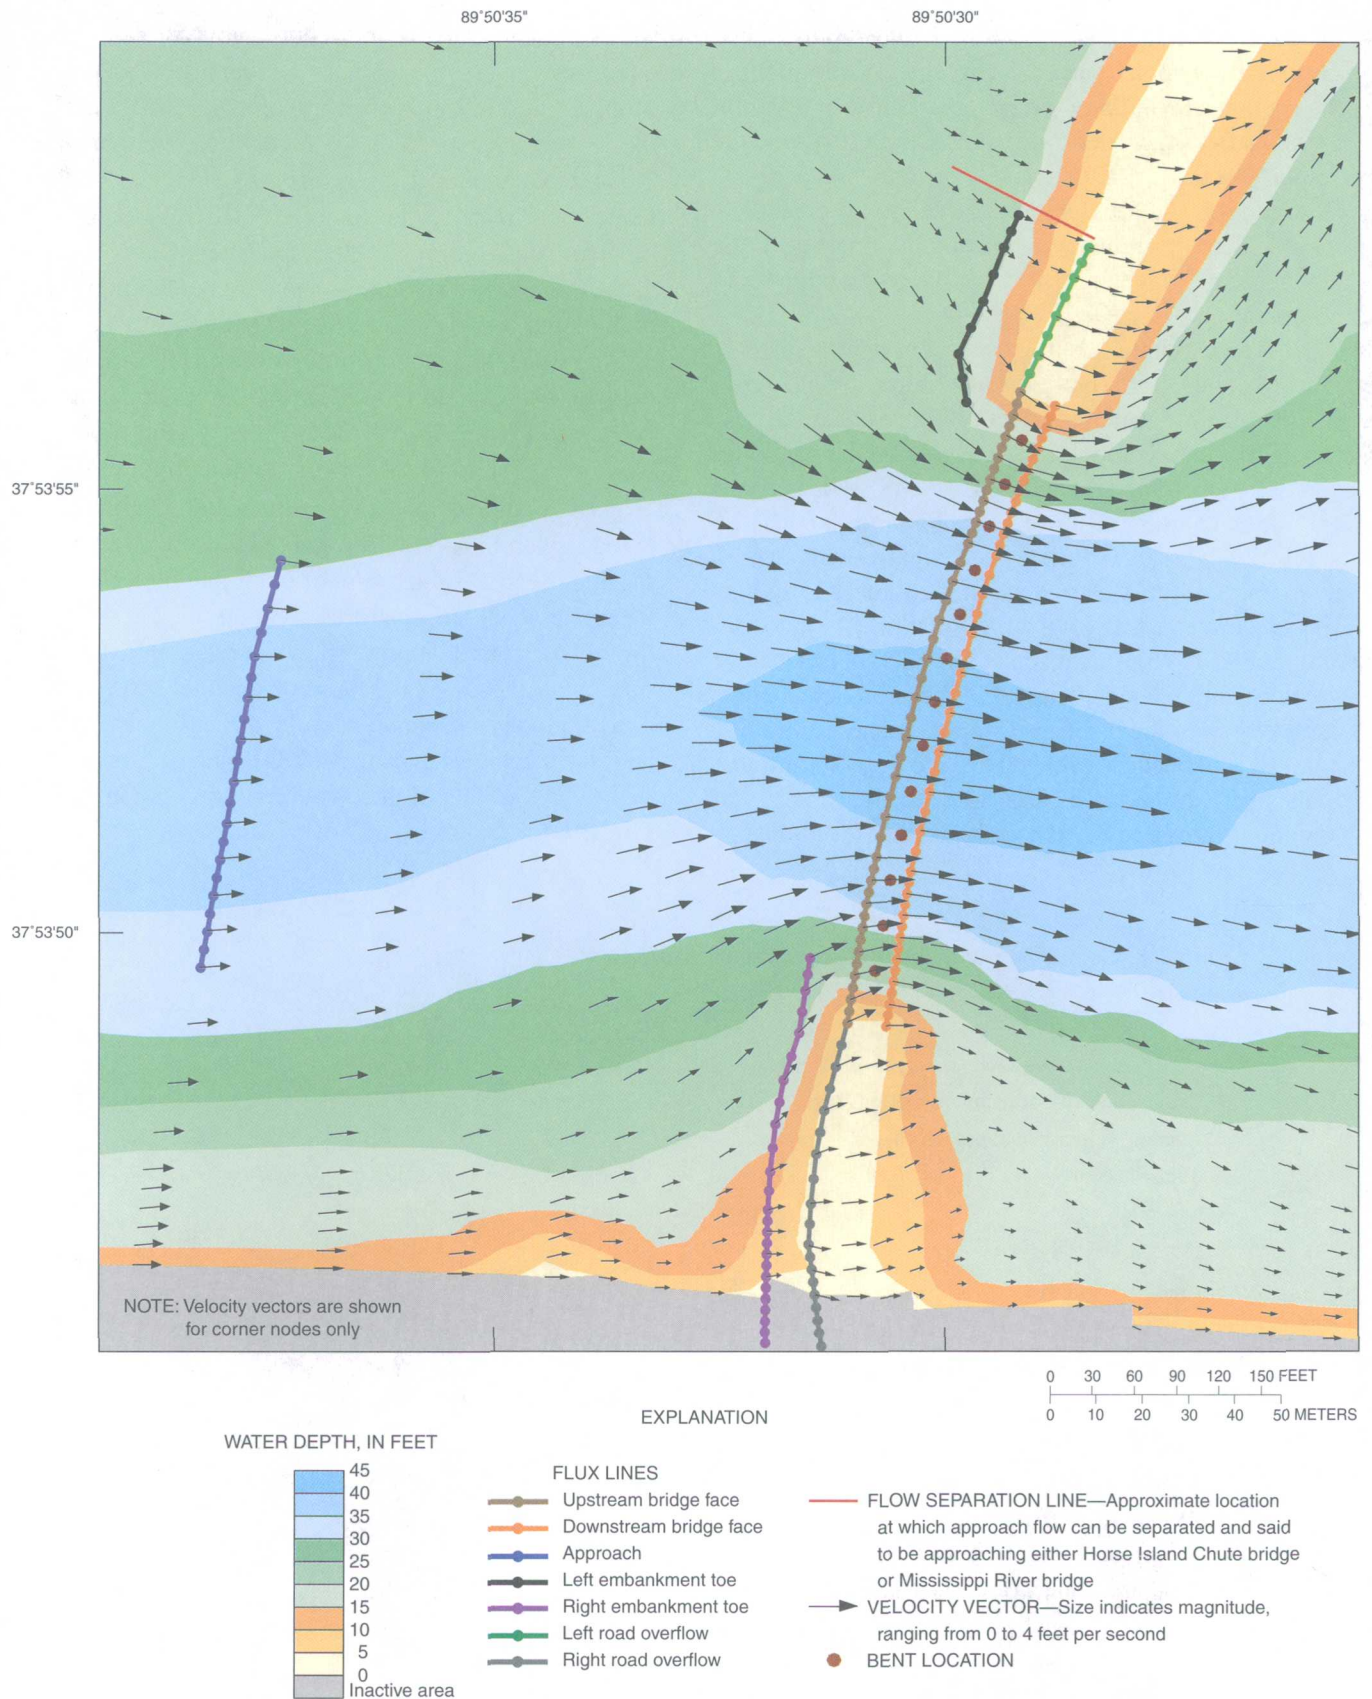 89°50'35"
89°50'30"
37°53'55"
37°53'50"
NOTE: Velocity vectors are shown
for corner nodes only
0 30 60 90 120 150 FEET
0 10 20 30 40 50 METERS
EXPLANATION
WATER DEPTH, IN FEET
45
40
35
30
25
20
15
10
5
0
Inactive area
FLUX LINES
Upstream bridge face
Downstream bridge face
Approach
Left embankment toe
Right embankment toe
Left road overflow
Right road overflow
FLOW SEPARATION LINE—Approximate location
at which approach flow can be separated and said
to be approaching either Horse Island Chute bridge
or Mississippi River bridge
VELOCITY VECTOR—Size indicates magnitude,
ranging from 0 to 4 feet per second
BENT LOCATION